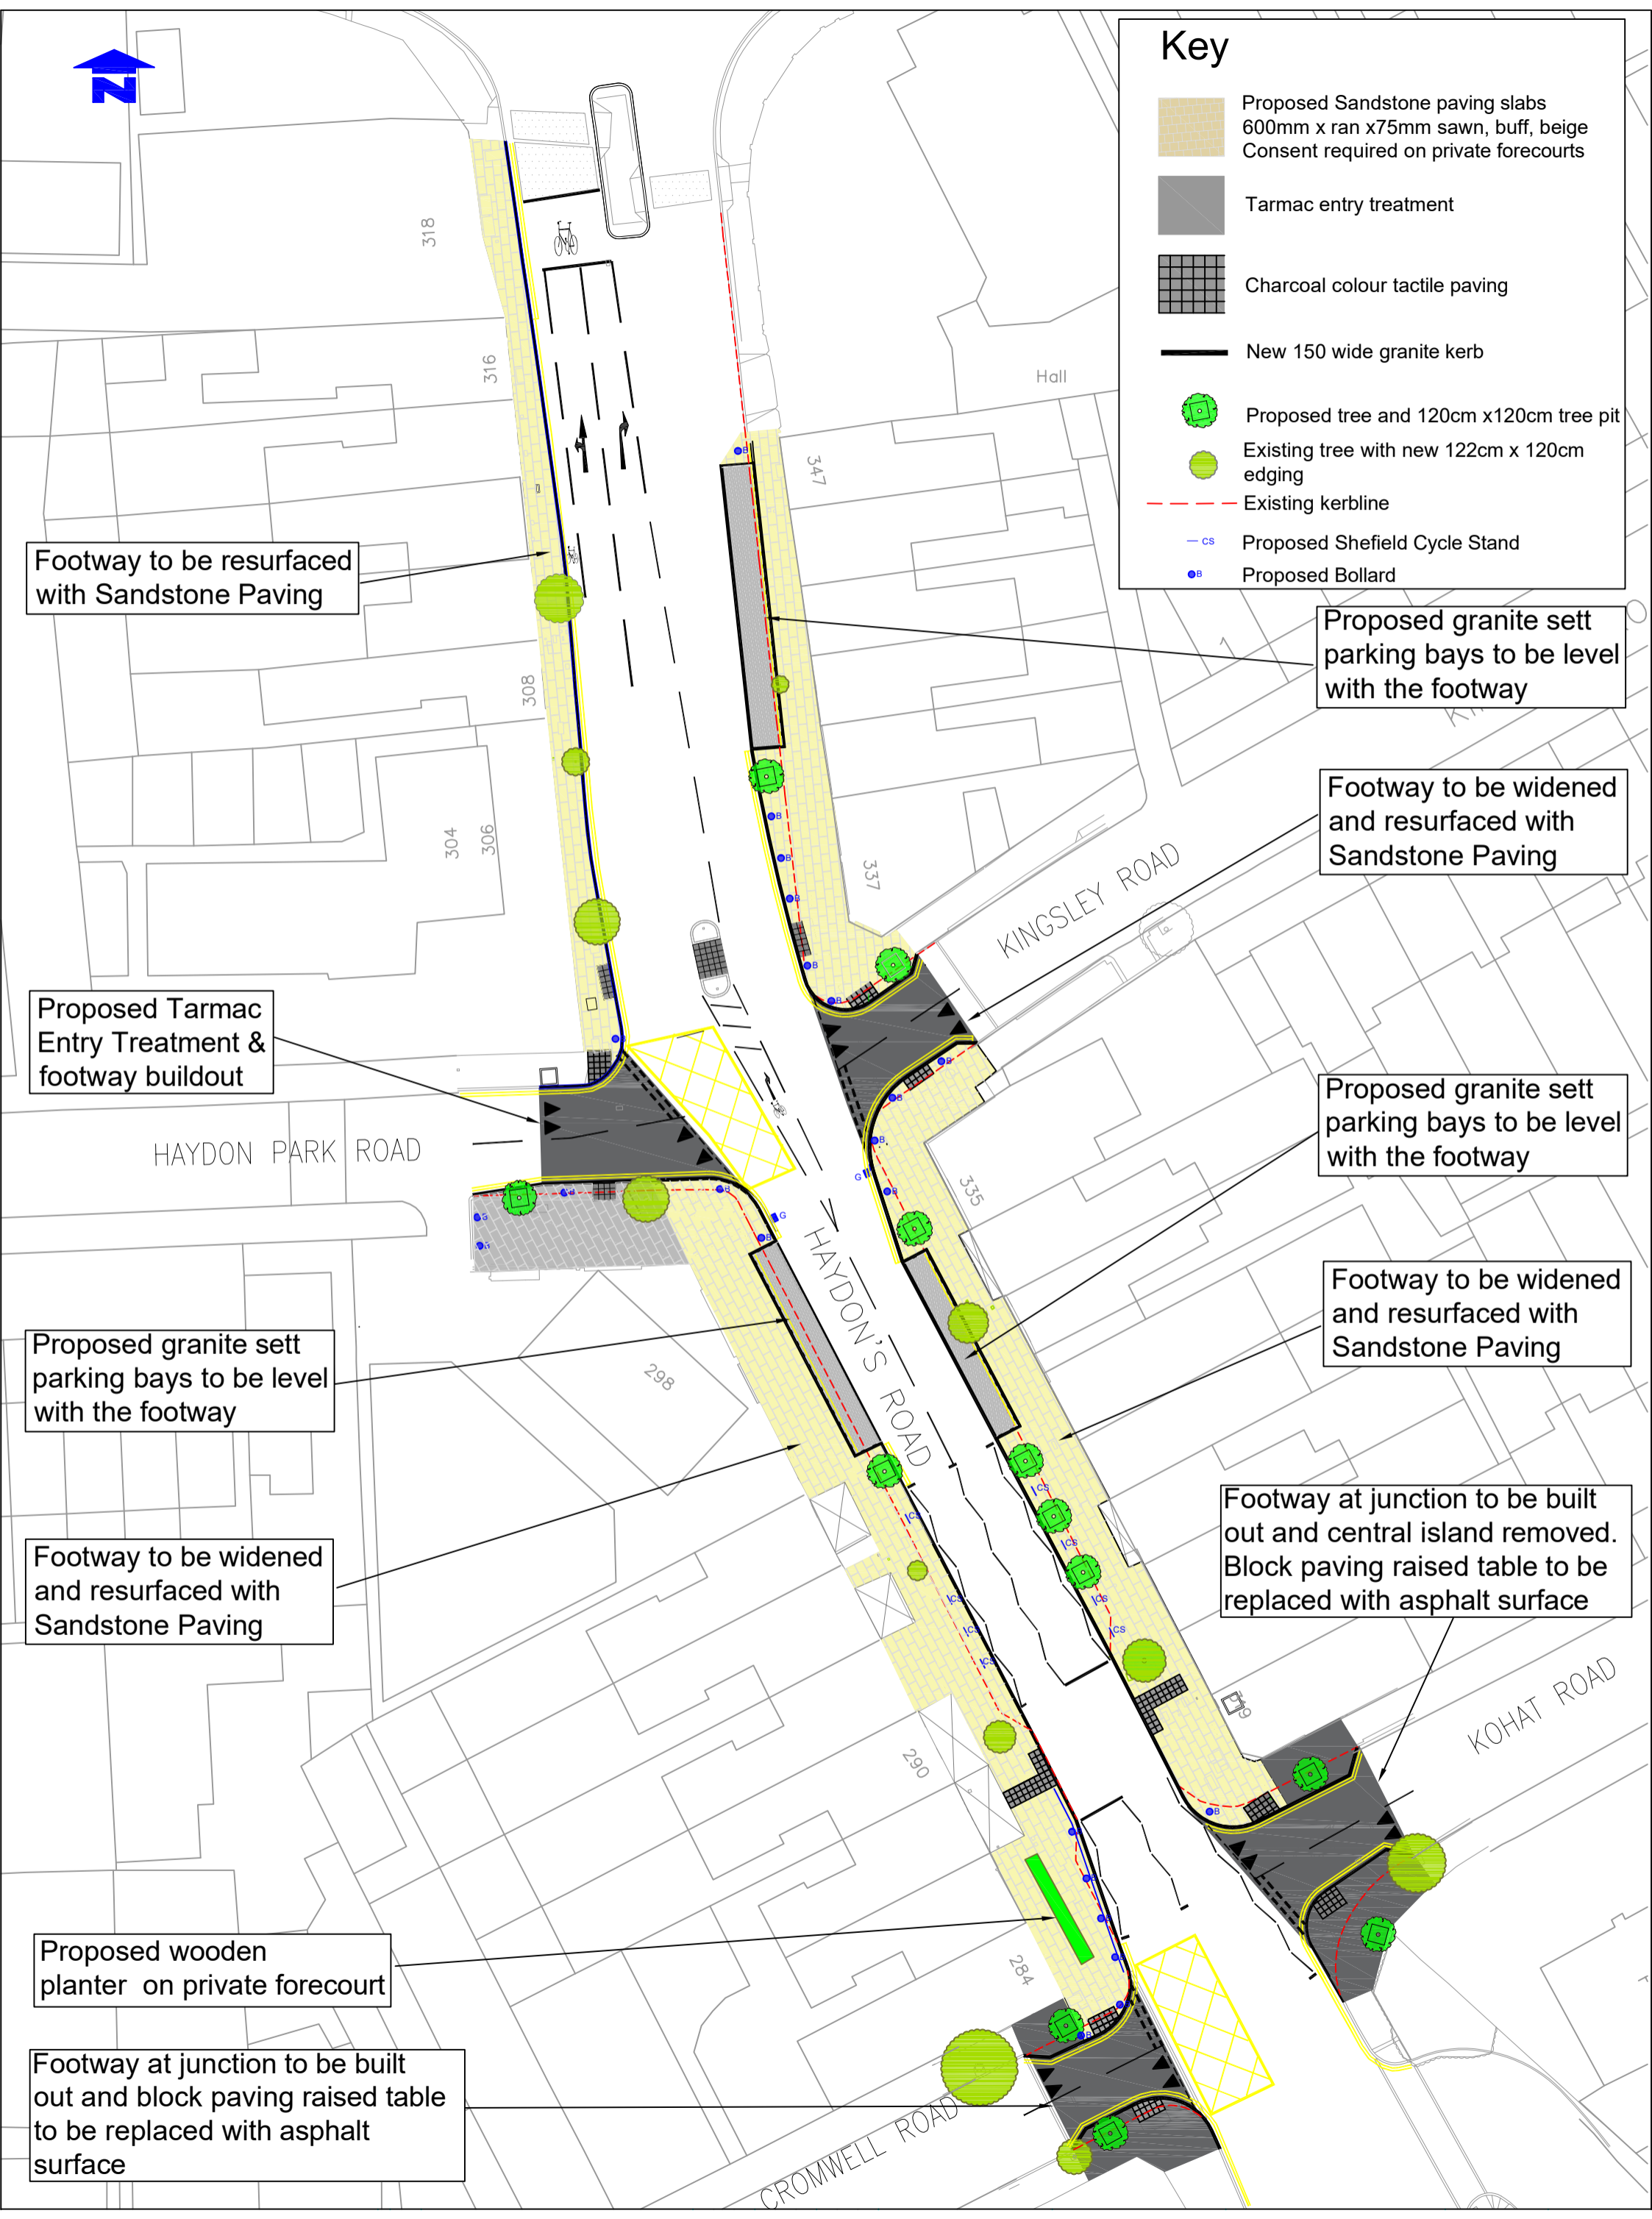 N
Key
Proposed Sandstone paving slabs
600mm x ran x75mm sawn, buff, beige
Consent required on private forecourts
Tarmac entry treatment
Charcoal colour tactile paving
New 150 wide granite kerb
Proposed tree and 120cm x120cm tree pit
Existing tree with new 122cm x 120cm
edging
Existing kerbline
CS
Proposed Shefield Cycle Stand
B
Proposed Bollard
318
316
Hall
347
Footway to be resurfaced
with Sandstone Paving
Proposed granite sett
parking bays to be level
with the footway
1
308
304
306
337
Footway to be widened
and resurfaced with
Sandstone Paving
KINGSLEY ROAD
Proposed Tarmac
Entry Treatment &
footway buildout
HAYDON PARK ROAD
Proposed granite sett
parking bays to be level
with the footway
335
G
G
HAYDON'S ROAD
Footway to be widened
and resurfaced with
Sandstone Paving
Proposed granite sett
parking bays to be level
with the footway
298
Footway at junction to be built
out and central island removed.
Block paving raised table to be
replaced with asphalt surface
Footway to be widened
and resurfaced with
Sandstone Paving
CS
CS
CS
CS
CS
CS
CS
CS
KOHAT ROAD
290
Proposed wooden
planter on private forecourt
284
Footway at junction to be built
out and block paving raised table
to be replaced with asphalt
surface
CROMWELL ROAD